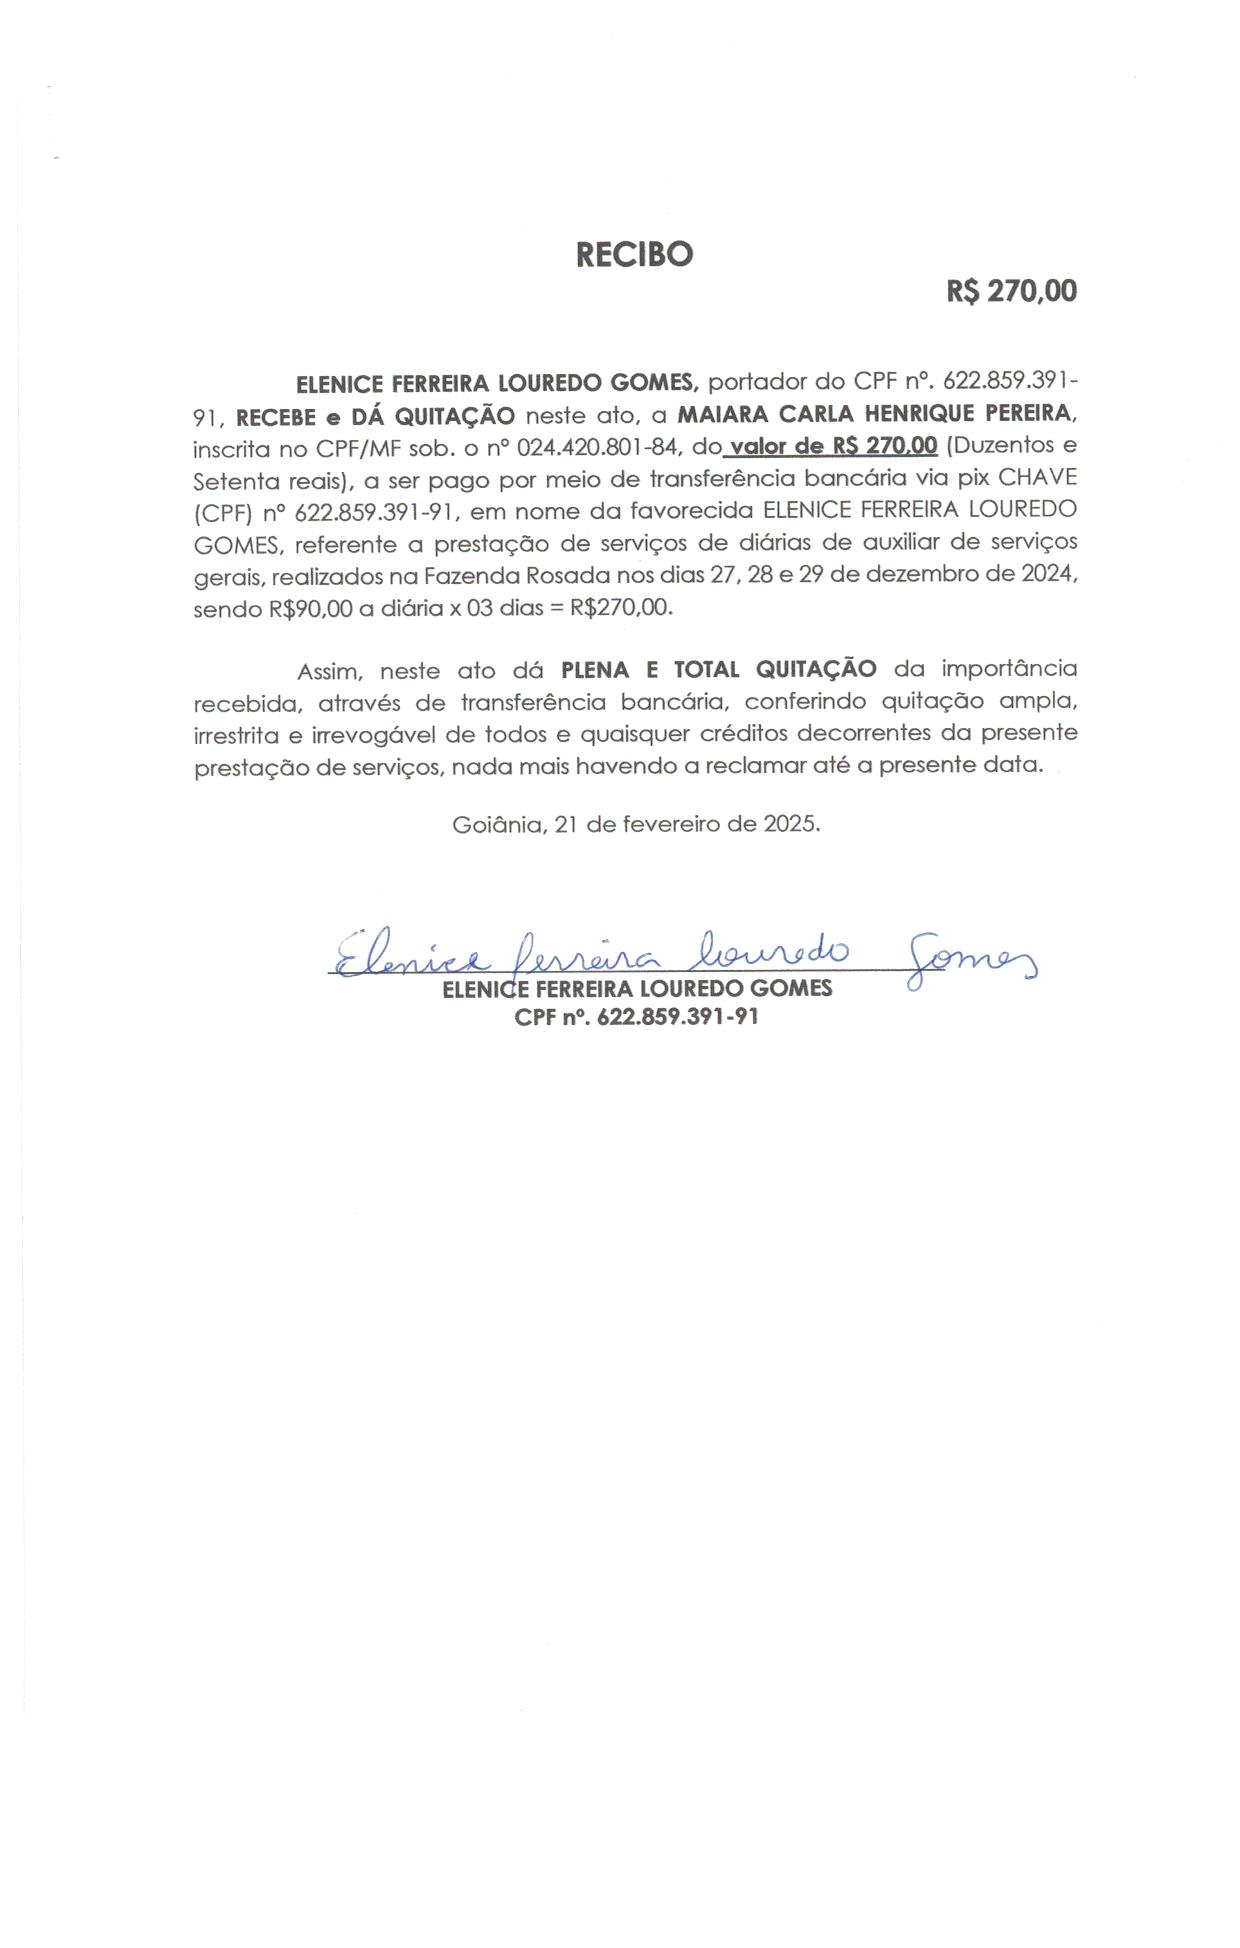 RECIBO
R$ 270,00
ELENICE FERREIRA LOUREDO GOMES, portador do CPF nº. 622.859.391-
91, RECEBE e DÁ QUITAÇÃO neste ato, a MAIARA CARLA HENRIQUE PEREIRA,
inscrita no CPF/MF sob. o nº 024.420.801-84, do valor de R$ 270,00 (Duzentos e
Setenta reais), a ser pago por meio de transferência bancária via pix CHAVE
(CPF) nº 622.859.391-91, em nome da favorecida ELENICE FERREIRA LOUREDO
GOMES, referente a prestação de serviços de diárias de auxiliar de serviços
gerais, realizados na Fazenda Rosada nos dias 27, 28 e 29 de dezembro de 2024,
sendo R$90,00 a diária x 03 dias = R$270,00.
Assim, neste ato dá PLENA E TOTAL QUITAÇÃO da importância
recebida, através de transferência bancária, conferindo quitação ampla,
irrestrita e irrevogável de todos e quaisquer créditos decorrentes da presente
prestação de serviços, nada mais havendo a reclamar até a presente data.
Goiânia, 21 de fevereiro de 2025.
Elenice Ferreira Louredo Gomes
ELENICE FERREIRA LOUREDO GOMES
CPF nº. 622.859.391-91